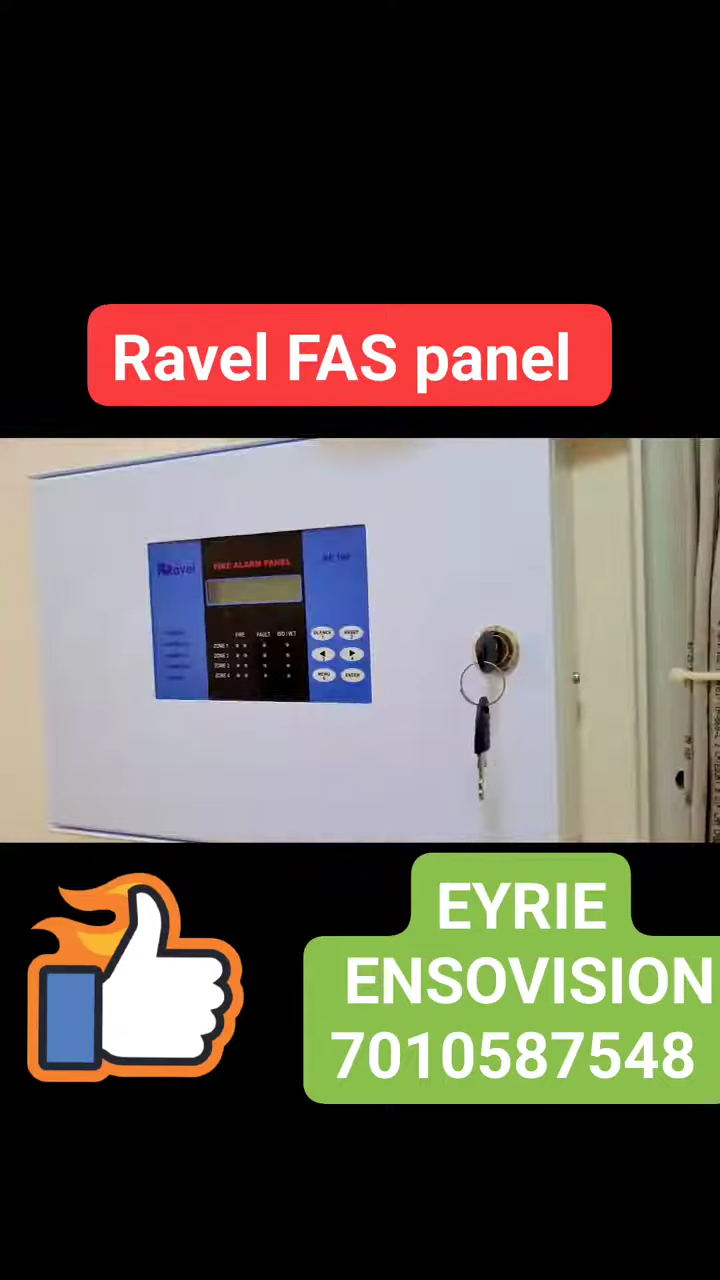 Ravel FAS panel
Ravel
FIRE ALARM PANEL
FIRE FAULT ISO / W.T
ZONE 1
ZONE 2
ZONE 3
ZONE 4
SILENCE RESET
MENU ENTER
EYRIE
ENSOVISION
7010587548